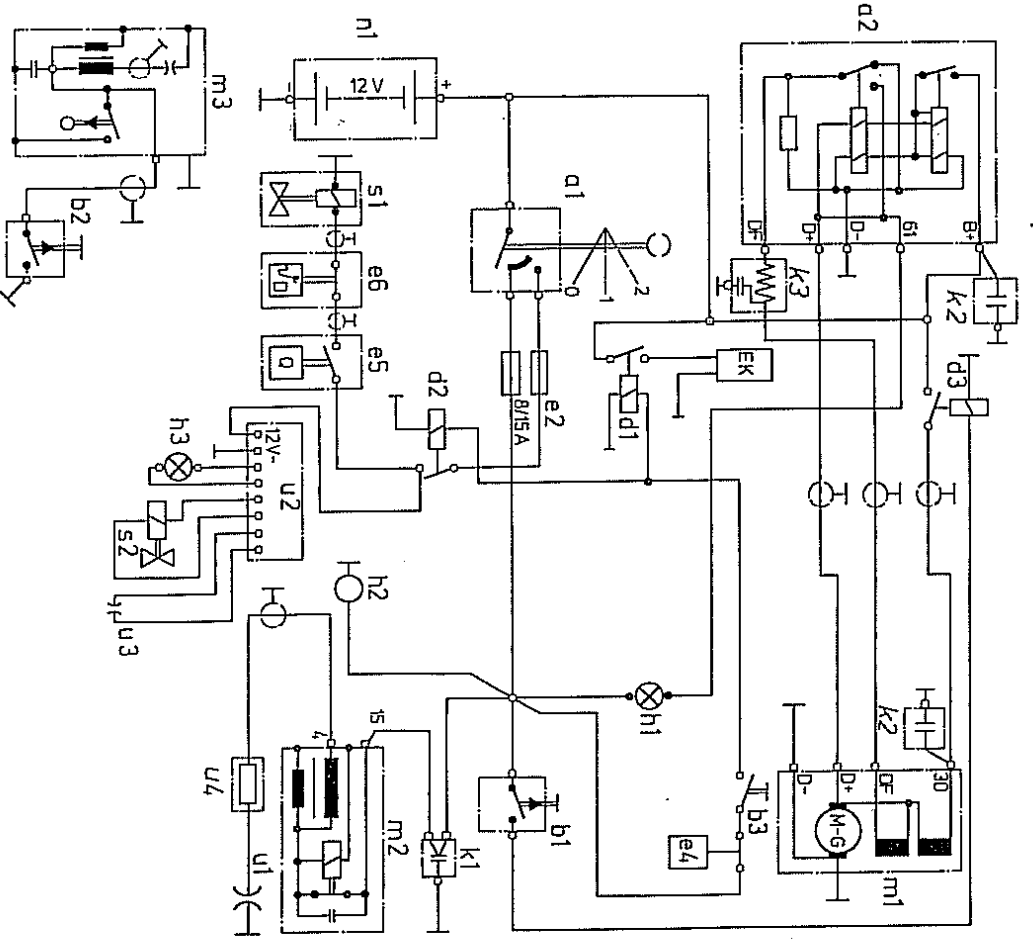 n1
a2
m3
12 V
+
-
s1
a1
b2
DF
D+
D-
61
B+
e6
k3
0
1
2
k2
e5
Q
d2
EK
d3
e2
8/15 A
d1
h3
12V-
u2
s2
h2
u3
h1
15
4
k2
D-
D+
DF
30
u4
m2
b1
b3
M-G
k1
e4
m1
u1